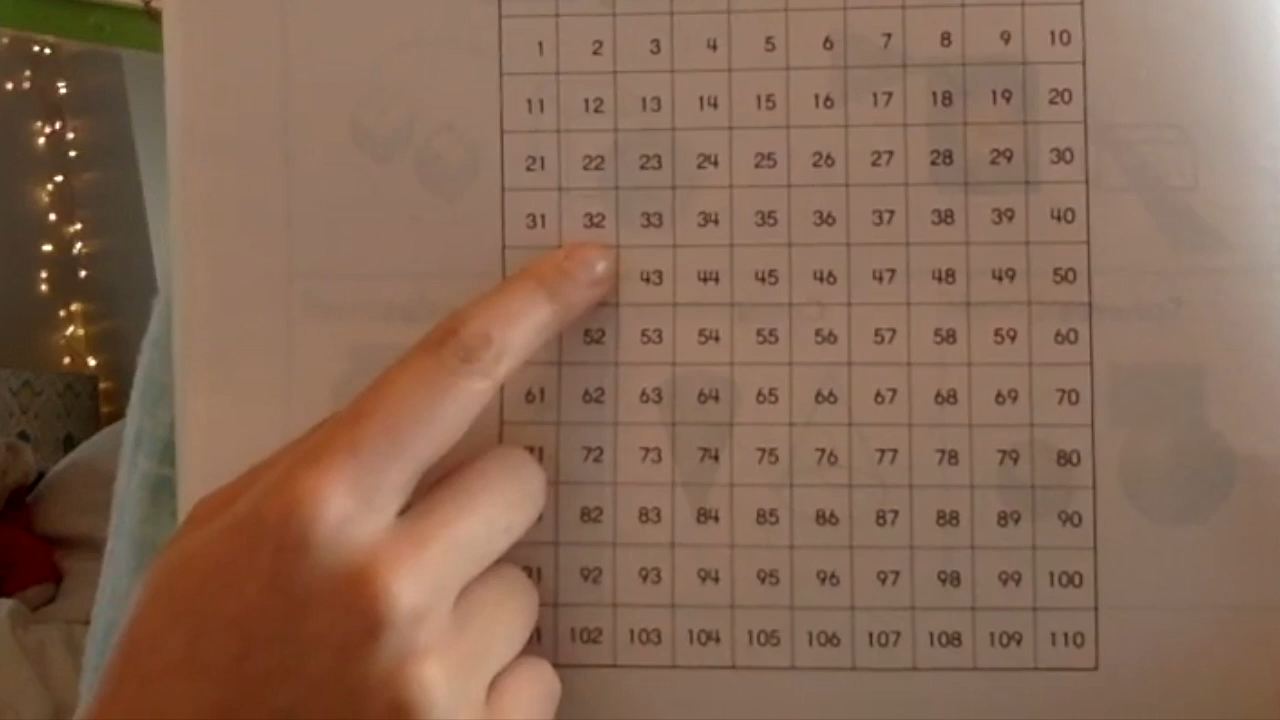 1 2 3 4 5 6 7 8 9 10
11 12 13 14 15 16 17 18 19 20
21 22 23 24 25 26 27 28 29 30
31 32 33 34 35 36 37 38 39 40
43 44 45 46 47 48 49 50
52 53 54 55 56 57 58 59 60
61 62 63 64 65 66 67 68 69 70
71 72 73 74 75 76 77 78 79 80
82 83 84 85 86 87 88 89 90
92 93 94 95 96 97 98 99 100
102 103 104 105 106 107 108 109 110